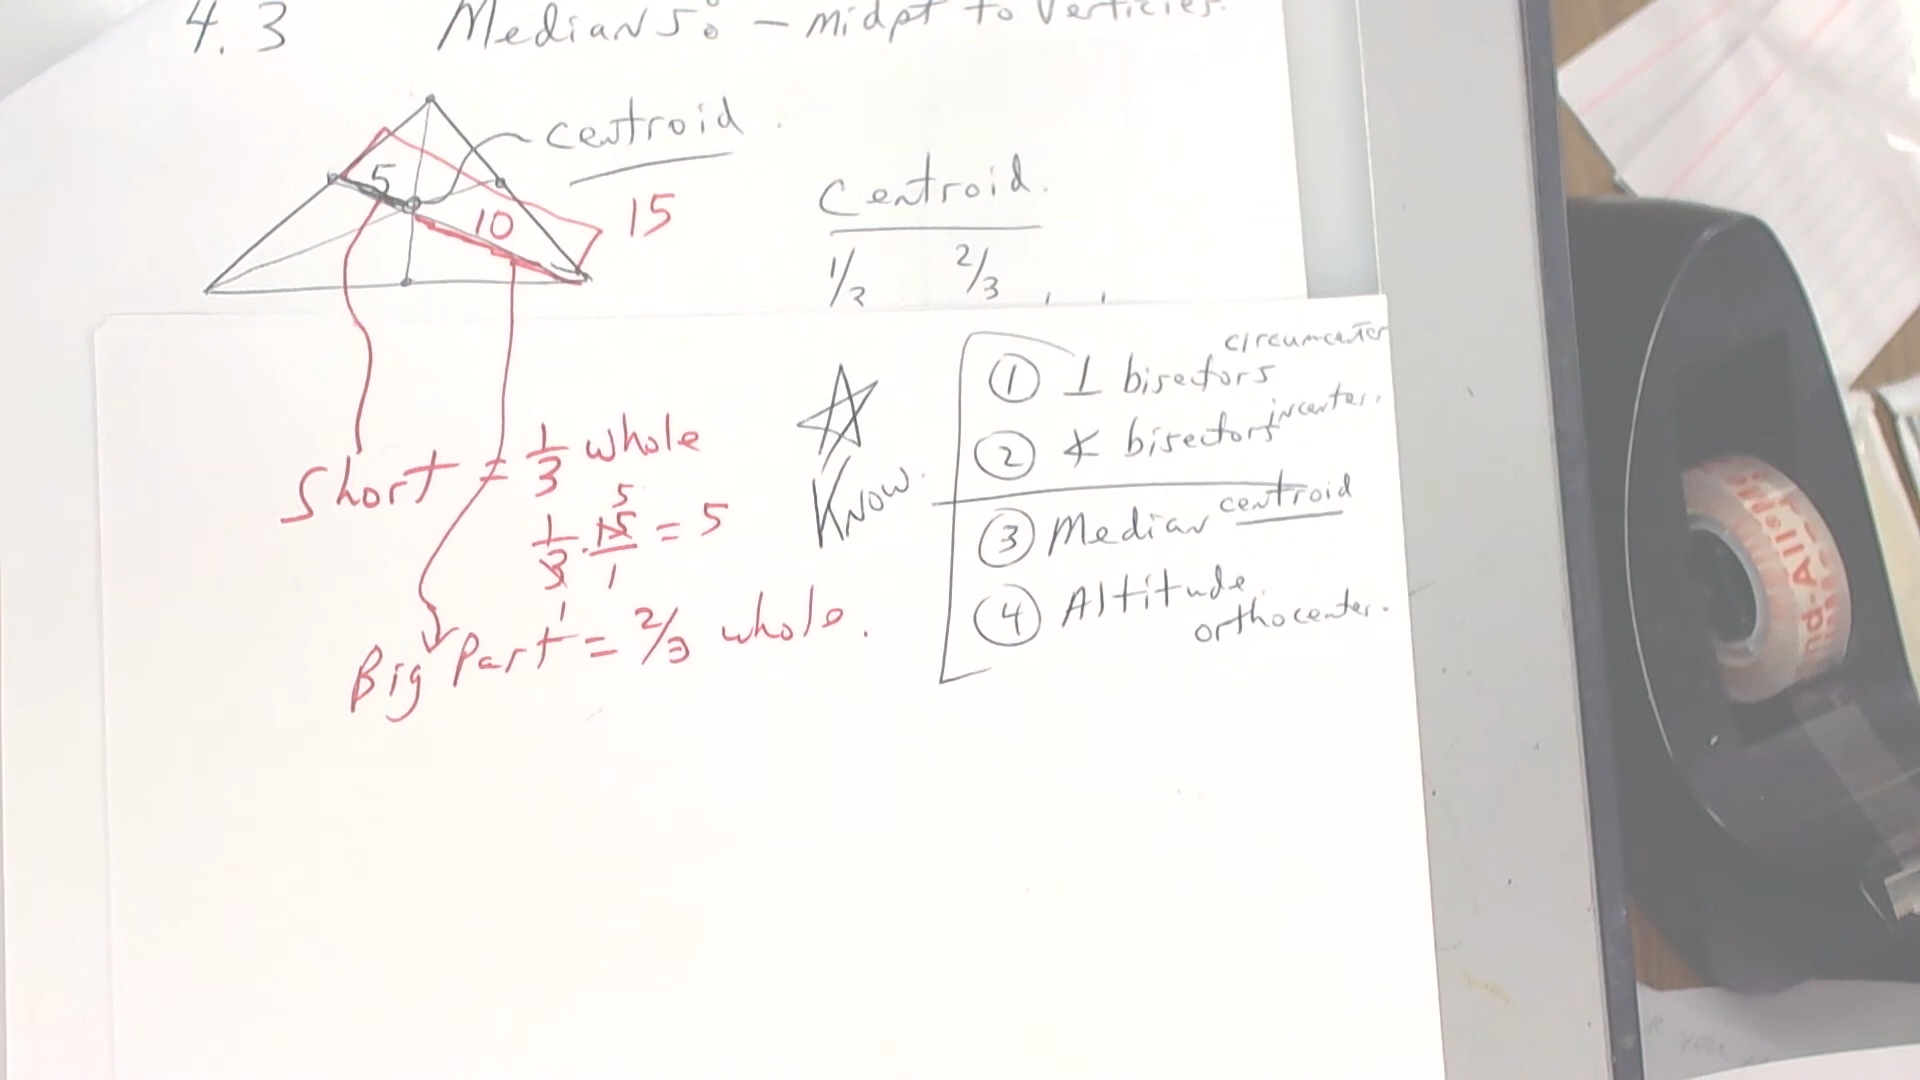 4.3 Medians: - midpt to Verticies.
centroid.
5
10
15
Centroid.
1/3 2/3
Short = 1/3 whole
5
1/3 · 15/1 = 5
1
Big Part = 2/3 whole.
Know.
circumcenter
① ⊥ bisectors
incenter.
② ∡ bisectors
③ Median centroid
④ Altitude.
orthocenter.